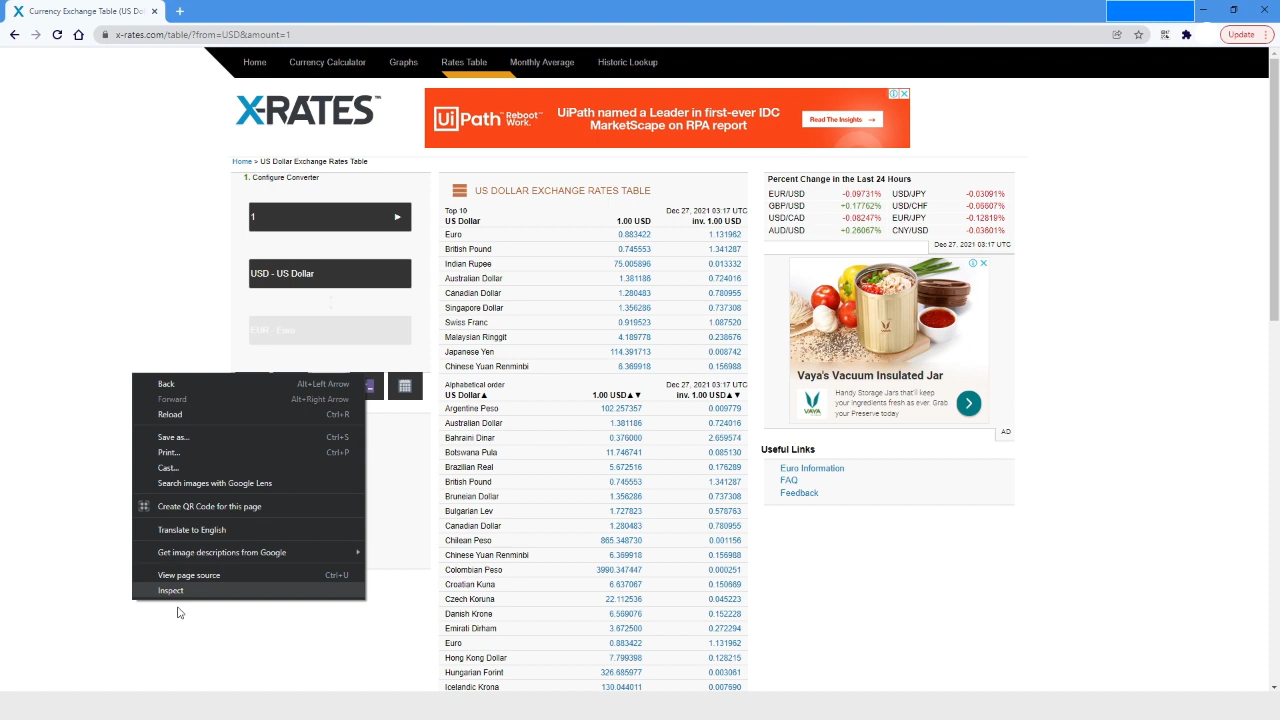 Currency Exchange Table (US Dol
x-rates.com/table/?from=USD&amount=1
Update
Home Currency Calculator Graphs Rates Table Monthly Average Historic Lookup
X-RATES™
UiPath™ Reboot Work.™
UiPath named a Leader in first-ever IDC
MarketScape on RPA report
Read The Insights →
Home > US Dollar Exchange Rates Table
1. Configure Converter
1 ►
USD - US Dollar
EUR - Euro
Back Alt+Left Arrow
Forward Alt+Right Arrow
Reload Ctrl+R
Save as... Ctrl+S
Print... Ctrl+P
Cast...
Search images with Google Lens
Create QR Code for this page
Translate to English
Get image descriptions from Google
View page source Ctrl+U
Inspect
US DOLLAR EXCHANGE RATES TABLE
Top 10 Dec 27, 2021 03:17 UTC
US Dollar 1.00 USD inv. 1.00 USD
Euro 0.883422 1.131962
British Pound 0.745553 1.341287
Indian Rupee 75.005896 0.013332
Australian Dollar 1.381186 0.724016
Canadian Dollar 1.280483 0.780955
Singapore Dollar 1.356286 0.737308
Swiss Franc 0.919523 1.087520
Malaysian Ringgit 4.189778 0.238676
Japanese Yen 114.391713 0.008742
Chinese Yuan Renminbi 6.369918 0.156988
Alphabetical order Dec 27, 2021 03:17 UTC
US Dollar▲ 1.00 USD▲▼ inv. 1.00 USD▲▼
Argentine Peso 102.257357 0.009779
Australian Dollar 1.381186 0.724016
Bahraini Dinar 0.376000 2.659574
Botswana Pula 11.746741 0.085130
Brazilian Real 5.672516 0.176289
British Pound 0.745553 1.341287
Bruneian Dollar 1.356286 0.737308
Bulgarian Lev 1.727823 0.578763
Canadian Dollar 1.280483 0.780955
Chilean Peso 865.348730 0.001156
Chinese Yuan Renminbi 6.369918 0.156988
Colombian Peso 3990.347447 0.000251
Croatian Kuna 6.637067 0.150669
Czech Koruna 22.112536 0.045223
Danish Krone 6.569076 0.152228
Emirati Dirham 3.672500 0.272294
Euro 0.883422 1.131962
Hong Kong Dollar 7.799398 0.128215
Hungarian Forint 326.685977 0.003061
Icelandic Krona 130.044011 0.007690
Percent Change in the Last 24 Hours
EUR/USD -0.09731% USD/JPY -0.03091%
GBP/USD +0.17762% USD/CHF -0.06607%
USD/CAD -0.08247% EUR/JPY -0.12819%
AUD/USD +0.26067% CNY/USD -0.03601%
Dec 27, 2021 03:17 UTC
Vaya's Vacuum Insulated Jar
VAYA
Handy Storage Jars that'll keep
your ingredients fresh as ever. Grab
your Preserve today!
AD
Useful Links
Euro Information
FAQ
Feedback